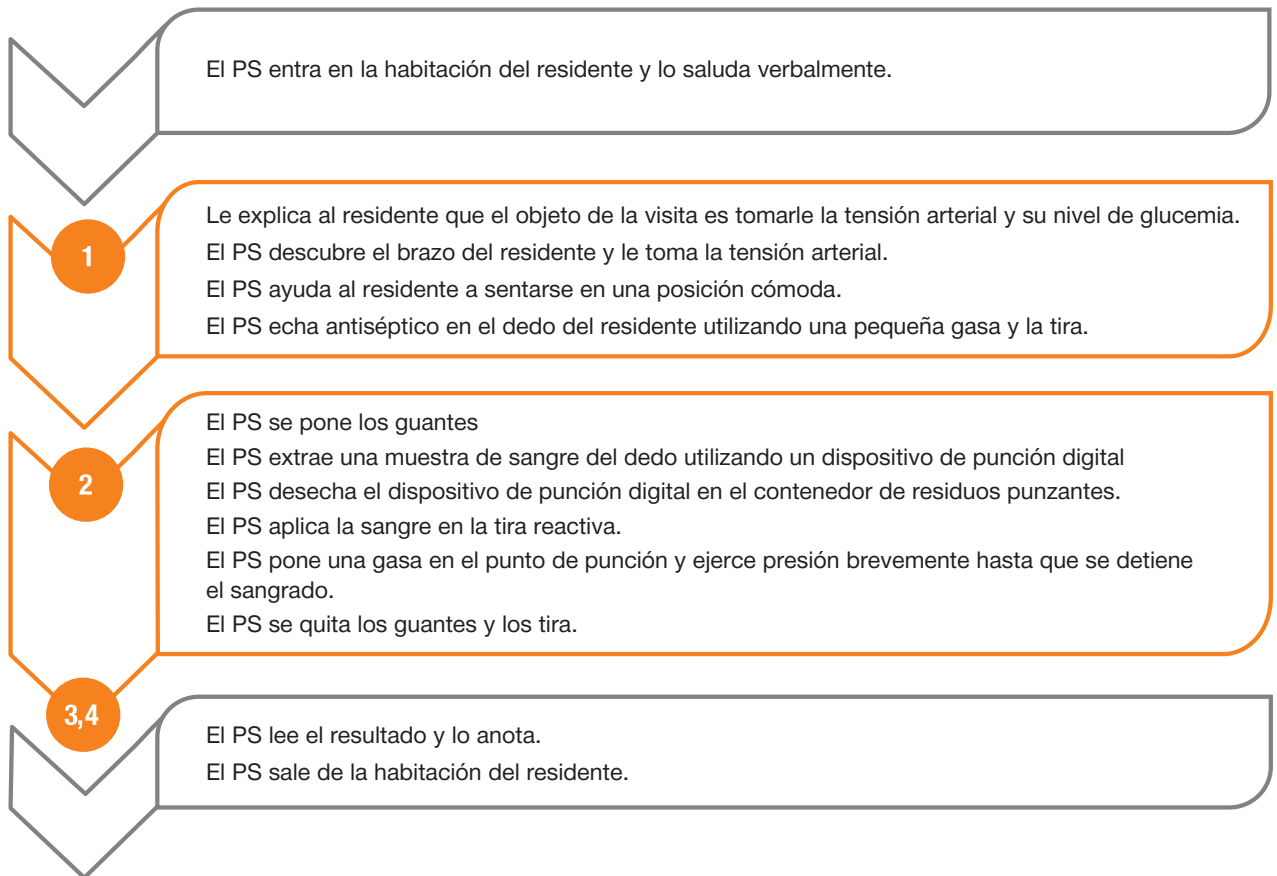 El PS entra en la habitación del residente y lo saluda verbalmente.
1
Le explica al residente que el objeto de la visita es tomarle la tensión arterial y su nivel de glucemia.
El PS descubre el brazo del residente y le toma la tensión arterial.
El PS ayuda al residente a sentarse en una posición cómoda.
El PS echa antiséptico en el dedo del residente utilizando una pequeña gasa y la tira.
2
El PS se pone los guantes
El PS extrae una muestra de sangre del dedo utilizando un dispositivo de punción digital
El PS desecha el dispositivo de punción digital en el contenedor de residuos punzantes.
El PS aplica la sangre en la tira reactiva.
El PS pone una gasa en el punto de punción y ejerce presión brevemente hasta que se detiene
el sangrado.
El PS se quita los guantes y los tira.
3,4
El PS lee el resultado y lo anota.
El PS sale de la habitación del residente.